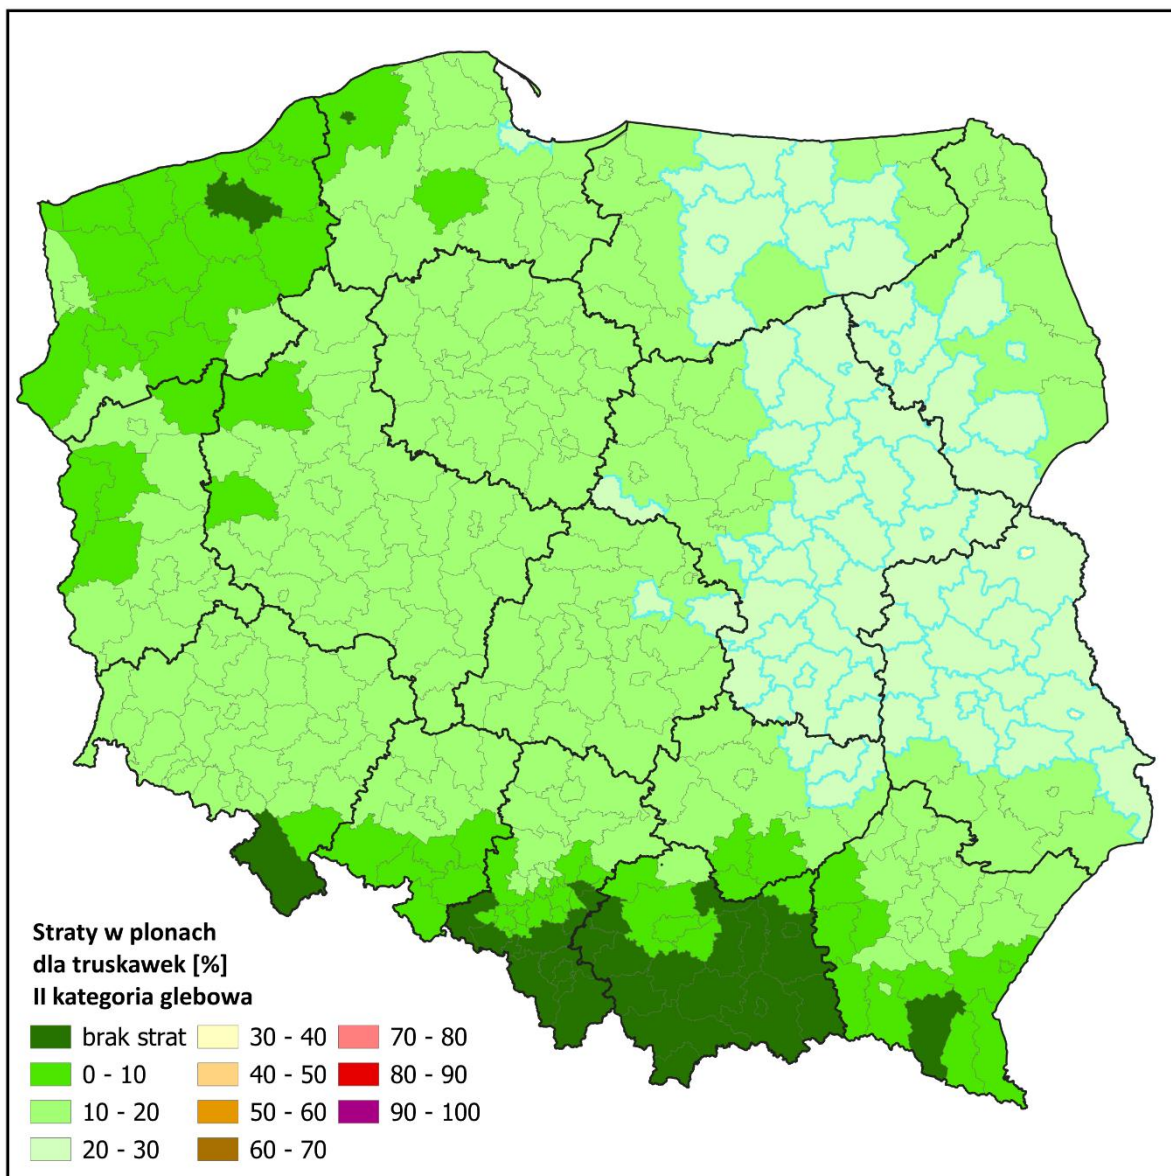 Straty w plonach
dla truskawek [%]
II kategoria glebowa
brak strat
0 - 10
10 - 20
20 - 30
30 - 40
40 - 50
50 - 60
60 - 70
70 - 80
80 - 90
90 - 100